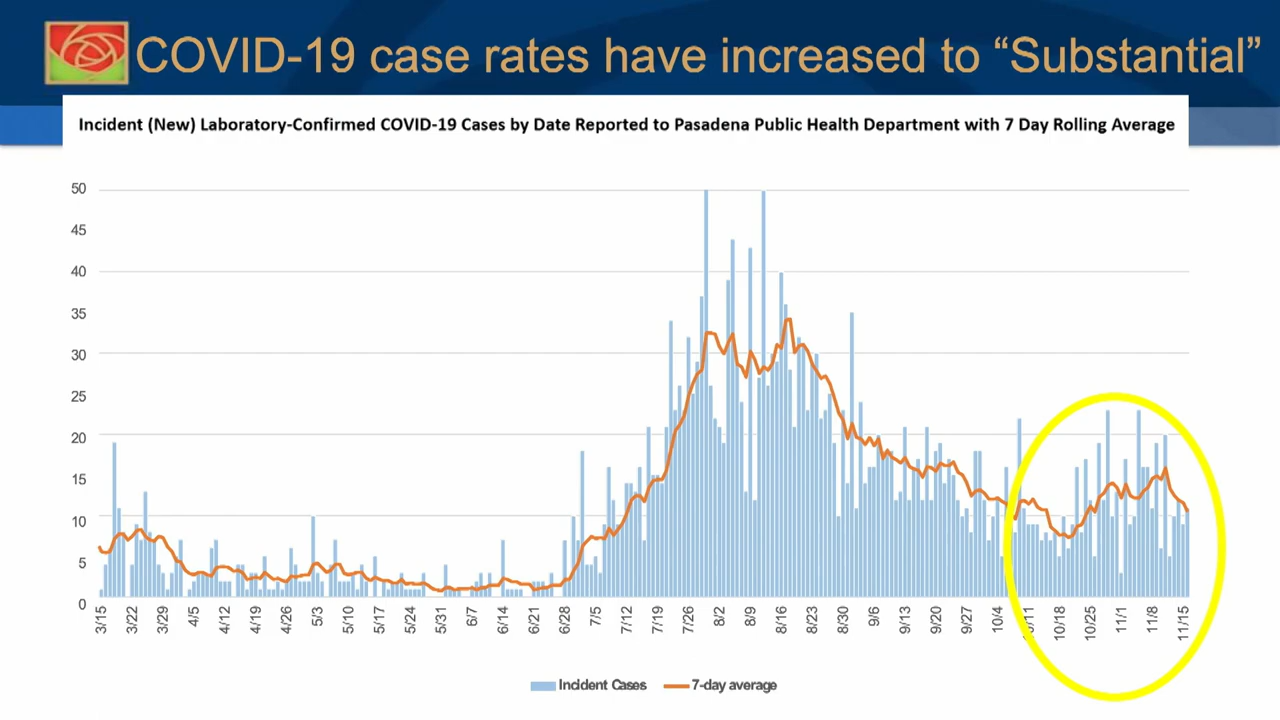 COVID-19 case rates have increased to “Substantial”
Incident (New) Laboratory-Confirmed COVID-19 Cases by Date Reported to Pasadena Public Health Department with 7 Day Rolling Average
50
45
40
35
30
25
20
15
10
5
0
3/15 3/22 3/29 4/5 4/12 4/19 4/26 5/3 5/10 5/17 5/24 5/31 6/7 6/14 6/21 6/28 7/5 7/12 7/19 7/26 8/2 8/9 8/16 8/23 8/30 9/6 9/13 9/20 9/27 10/4 10/11 10/18 10/25 11/1 11/8 11/15
Incident Cases 7-day average